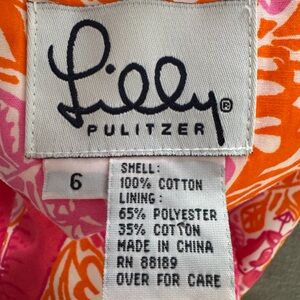 Lilly®
PULITZER
6
SHELL:
100% COTTON
LINING:
65% POLYESTER
35% COTTON
MADE IN CHINA
RN 88189
OVER FOR CARE